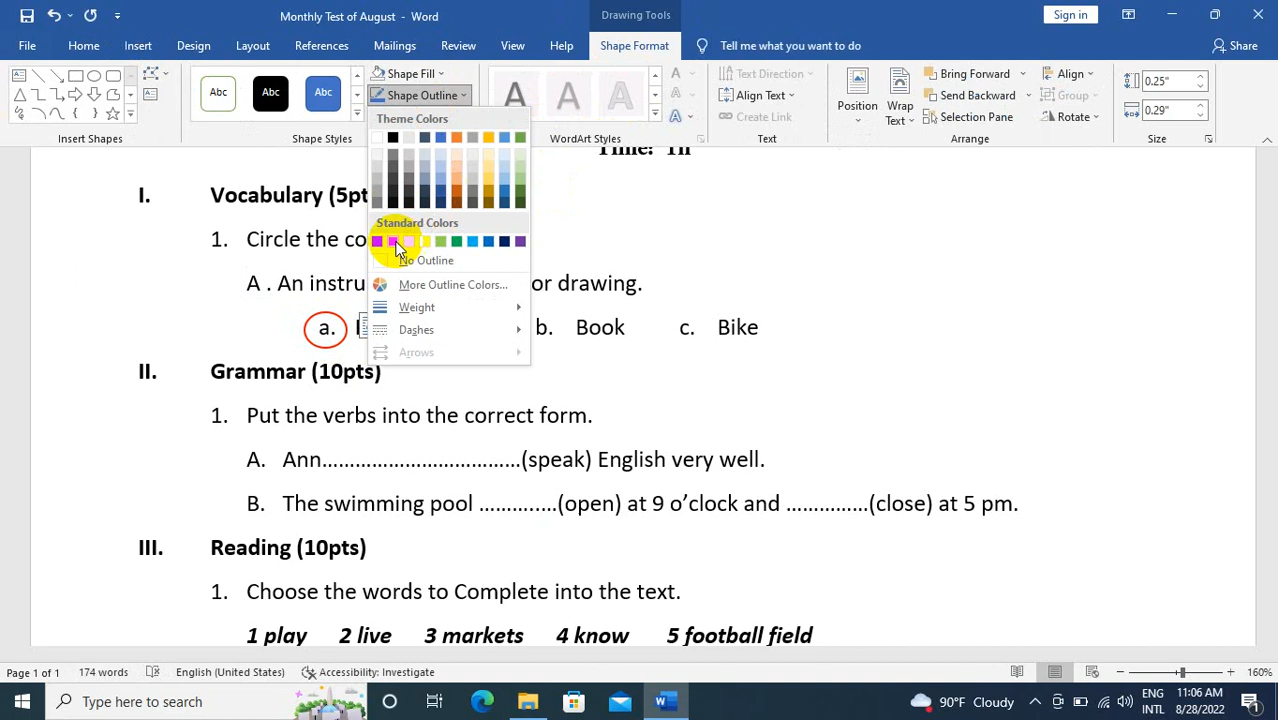 Monthly Test of August - Word
Drawing Tools
Sign in
File Home Insert Design Layout References Mailings Review View Help Shape Format Tell me what you want to do Share
Abc Abc Abc
Shape Fill
Shape Outline
A A A
Text Direction
Align Text
Create Link
Position
Wrap Text
Bring Forward
Send Backward
Selection Pane
Align
Group
Rotate
0.25"
0.29"
Insert Shapes Shape Styles WordArt Styles Text Arrange Size
Theme Colors
Standard Colors
No Outline
More Outline Colors...
Weight
Dashes
Arrows
I. Vocabulary (5pt
1. Circle the co
A . An instru or drawing.
a. b. Book c. Bike
II. Grammar (10pts)
1. Put the verbs into the correct form.
A. Ann………………………………(speak) English very well.
B. The swimming pool ………..…(open) at 9 o’clock and ……………(close) at 5 pm.
III. Reading (10pts)
1. Choose the words to Complete into the text.
1 play 2 live 3 markets 4 know 5 football field
Page 1 of 1 174 words English (United States) Accessibility: Investigate 160%
Type here to search
90°F Cloudy
ENG
INTL
11:06 AM
8/28/2022
1